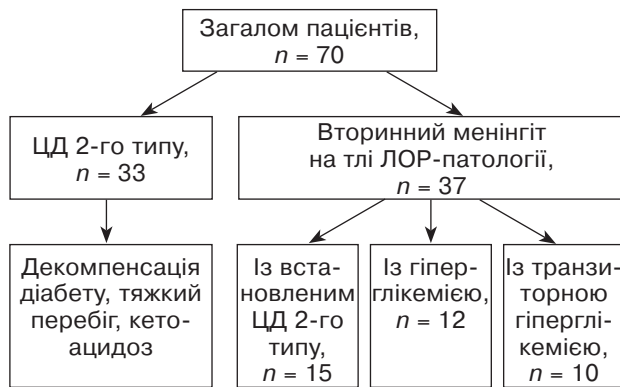 Загалом пацієнтів,
n = 70
ЦД 2-го типу,
n = 33
Вторинний менінгіт
на тлі ЛОР-патології,
n = 37
Декомпенсація
діабету, тяжкий
перебіг, кето-
ацидоз
Із вста-
новленим
ЦД 2-го
типу,
n = 15
Із гіпер-
глікемією,
n = 12
Із транзи-
торною
гіперглі-
кемією,
n = 10